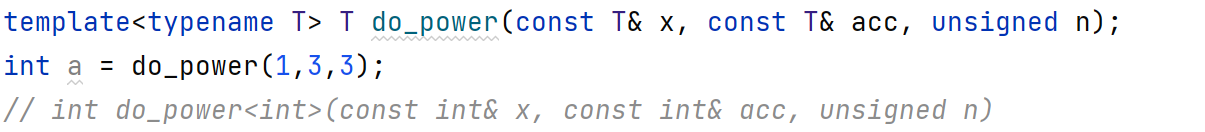 template<typename T> T do_power(const T& x, const T& acc, unsigned n);
int a = do_power(1,3,3);
// int do_power<int>(const int& x, const int& acc, unsigned n)